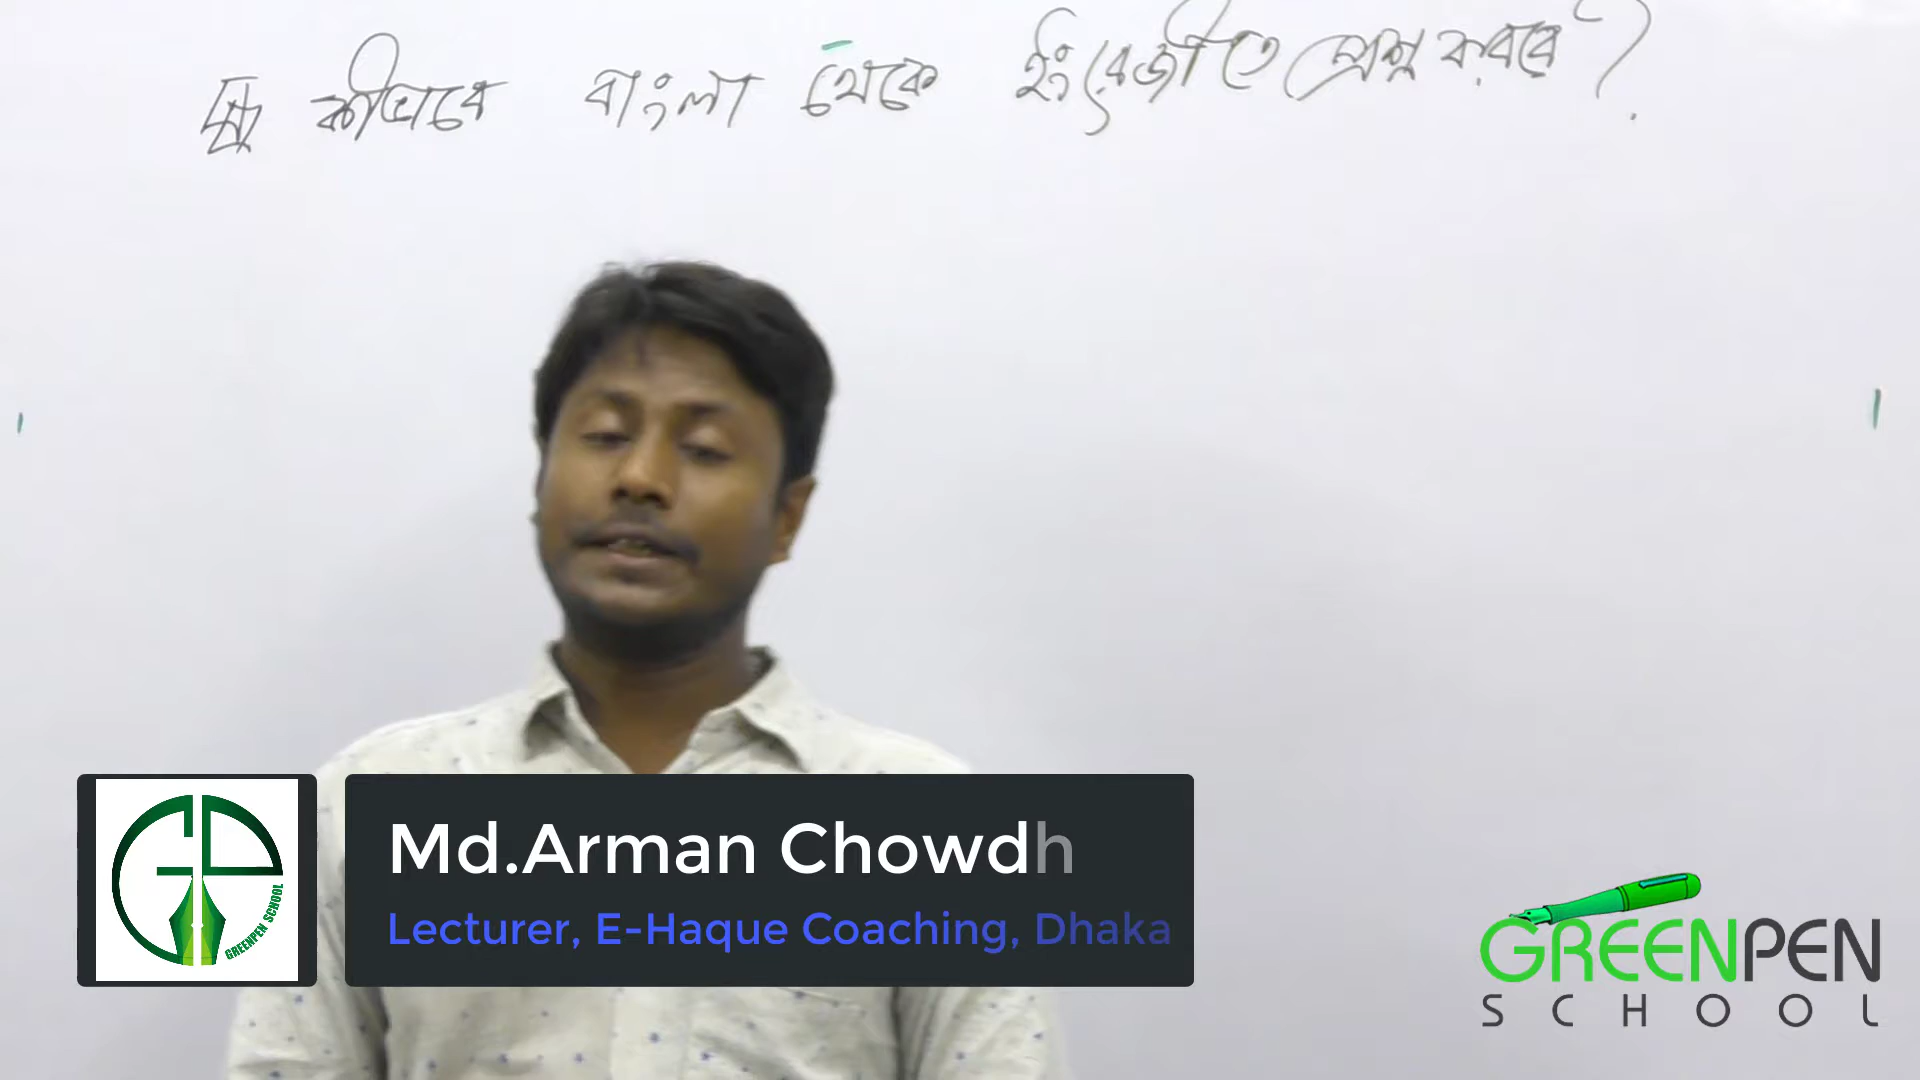 কীভাবে বাংলা থেকে ইংরেজীতে প্রশ্ন করবে?
Md.Arman Chowdh
Lecturer, E-Haque Coaching, Dhaka
GREENPEN SCHOOL
GREENPEN
SCHOOL